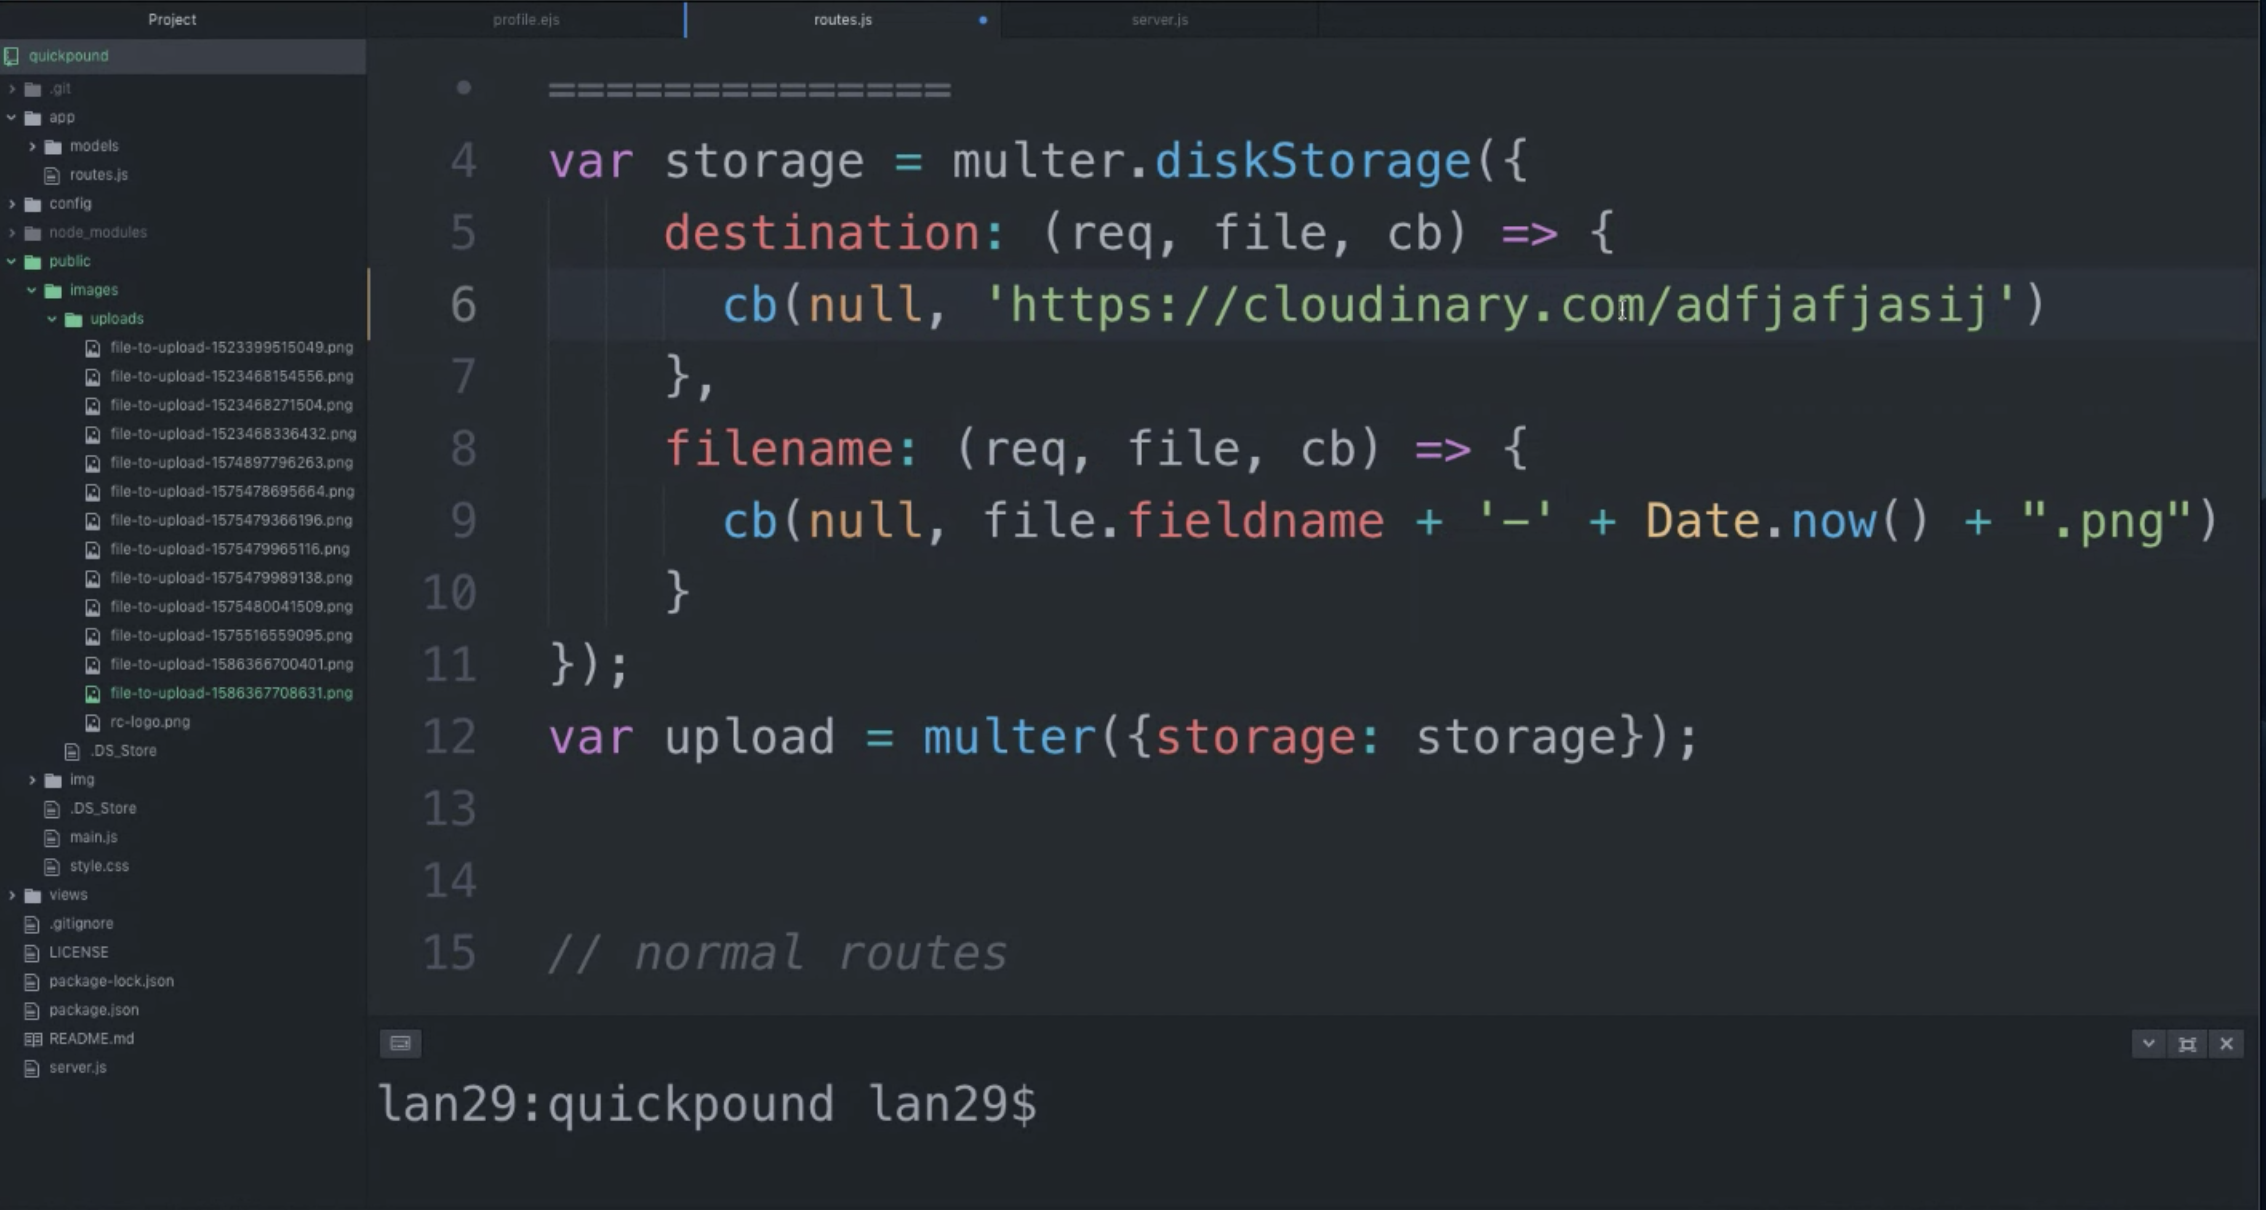 Project
profile.ejs
routes.js
server.js
quickpound
.git
app
models
routes.js
config
node_modules
public
images
uploads
file-to-upload-1523399515049.png
file-to-upload-1523468154556.png
file-to-upload-1523468271504.png
file-to-upload-1523468336432.png
file-to-upload-1574897796263.png
file-to-upload-1575478695664.png
file-to-upload-1575479366196.png
file-to-upload-1575479965116.png
file-to-upload-1575479989138.png
file-to-upload-1575480041509.png
file-to-upload-1575516559095.png
file-to-upload-1586366700401.png
file-to-upload-1586367708631.png
rc-logo.png
.DS_Store
img
.DS_Store
main.js
style.css
views
.gitignore
LICENSE
package-lock.json
package.json
README.md
server.js
• ==============
4 var storage = multer.diskStorage({
5 destination: (req, file, cb) => {
6 cb(null, 'https://cloudinary.com/adfjafjasij')
7 },
8 filename: (req, file, cb) => {
9 cb(null, file.fieldname + '-' + Date.now() + ".png")
10 }
11 });
12 var upload = multer({storage: storage});
13
14
15 // normal routes
lan29:quickpound lan29$